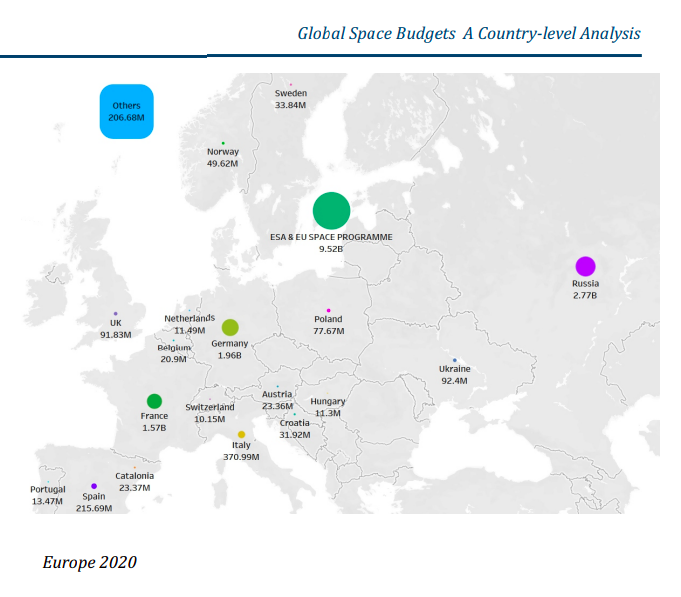 Global Space Budgets A Country-level Analysis
Others
206.68M
Sweden
33.84M
Norway
49.62M
ESA & EU SPACE PROGRAMME
9.52B
Russia
2.77B
UK
91.83M
Netherlands
11.49M
Belgium
20.9M
Germany
1.96B
Poland
77.67M
Ukraine
92.4M
France
1.57B
Switzerland
10.15M
Austria
23.36M
Hungary
11.3M
Croatia
31.92M
Italy
370.99M
Catalonia
23.37M
Portugal
13.47M
Spain
215.69M
Europe 2020